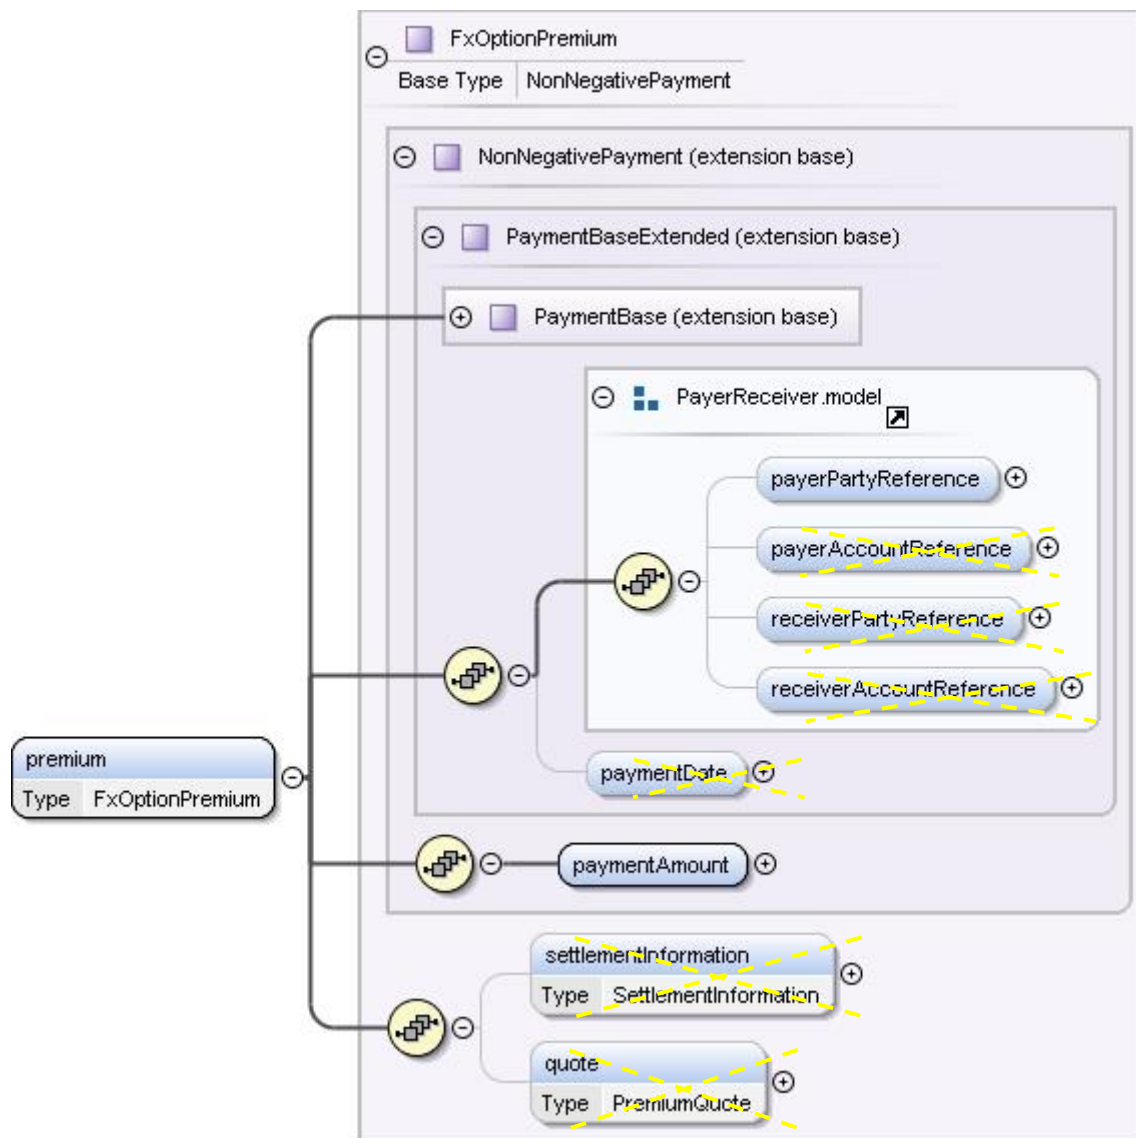 FxOptionPremium
Base Type NonNegativePayment
NonNegativePayment (extension base)
PaymentBaseExtended (extension base)
PaymentBase (extension base)
PayerReceiver.model
payerPartyReference
payerAccountReference
receiverPartyReference
receiverAccountReference
premium
Type FxOptionPremium
paymentDate
paymentAmount
settlementInformation
Type SettlementInformation
quote
Type PremiumQuote